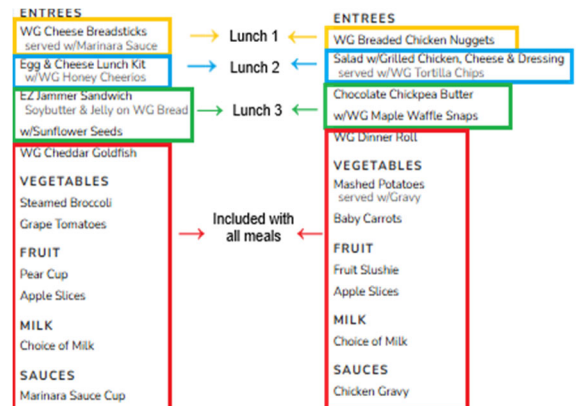 ENTREES
WG Cheese Breadsticks
served w/Marinara Sauce
Egg & Cheese Lunch Kit
w/WG Honey Cheerios
EZ Jammer Sandwich
Soybutter & Jelly on WG Bread
w/Sunflower Seeds
WG Cheddar Goldfish
VEGETABLES
Steamed Broccoli
Grape Tomatoes
FRUIT
Pear Cup
Apple Slices
MILK
Choice of Milk
SAUCES
Marinara Sauce Cup
Lunch 1
Lunch 2
Lunch 3
Included with
all meals
ENTREES
WG Breaded Chicken Nuggets
Salad w/Grilled Chicken, Cheese & Dressing
served w/WG Tortilla Chips
Chocolate Chickpea Butter
w/WG Maple Waffle Snaps
WG Dinner Roll
VEGETABLES
Mashed Potatoes
served w/Gravy
Baby Carrots
FRUIT
Fruit Slushie
Apple Slices
MILK
Choice of Milk
SAUCES
Chicken Gravy